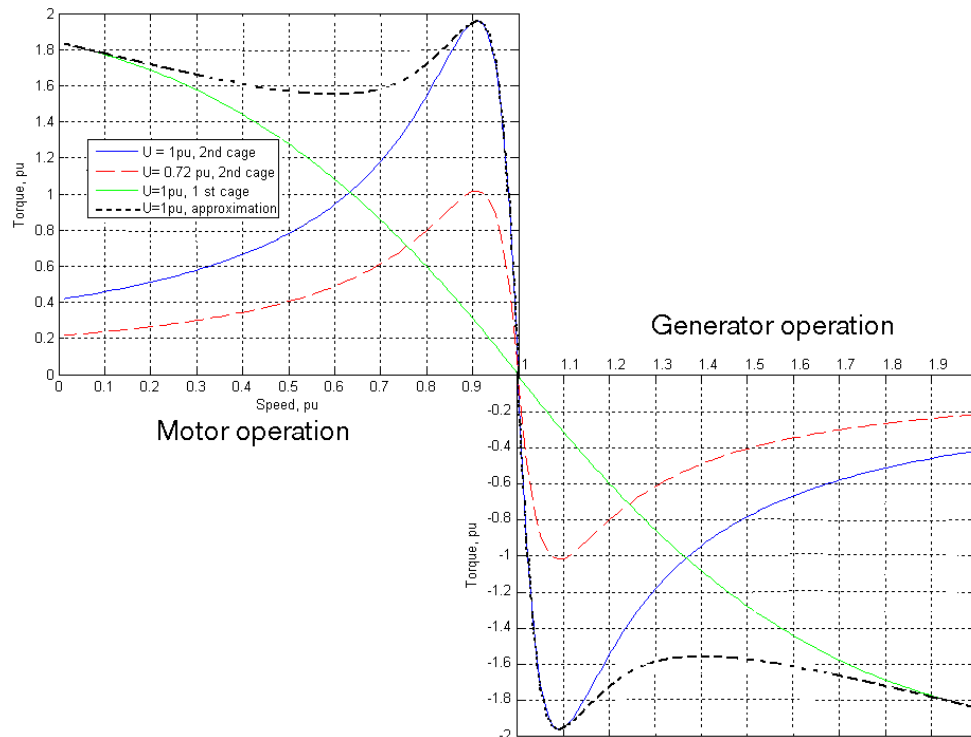 2
1.8
1.6
1.4
1.2
1
0.8
0.6
0.4
0.2
0
Torque, pu
U = 1pu, 2nd cage
U= 0.72 pu, 2nd cage
U=1pu, 1 st cage
U=1pu, approximation
0 0.1 0.2 0.3 0.4 0.5 0.6 0.7 0.8 0.9
Speed, pu
Motor operation
Generator operation
1 1.1 1.2 1.3 1.4 1.5 1.6 1.7 1.8 1.9
-0.2
-0.4
-0.6
-0.8
-1
-1.2
-1.4
-1.6
-1.8
-2
Torque, pu